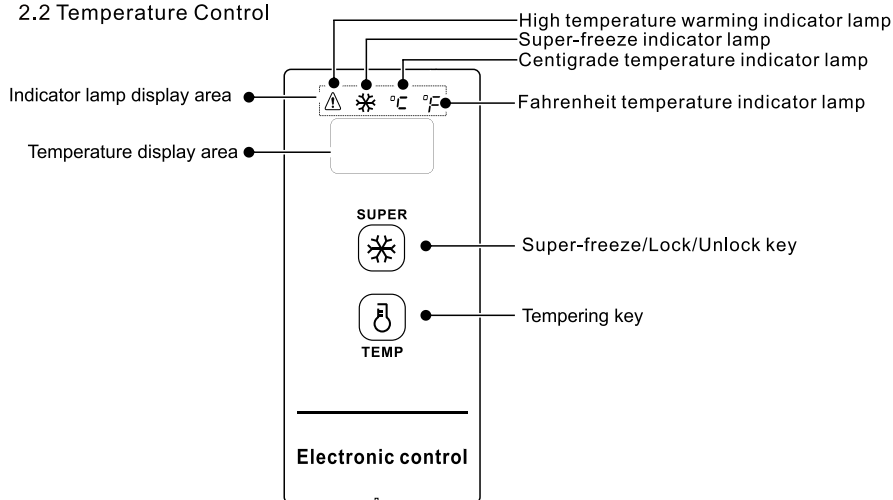 2.2 Temperature Control
High temperature warming indicator lamp
Super-freeze indicator lamp
Centigrade temperature indicator lamp
Indicator lamp display area
°C °F
Fahrenheit temperature indicator lamp
Temperature display area
SUPER
Super-freeze/Lock/Unlock key
Tempering key
TEMP
Electronic control